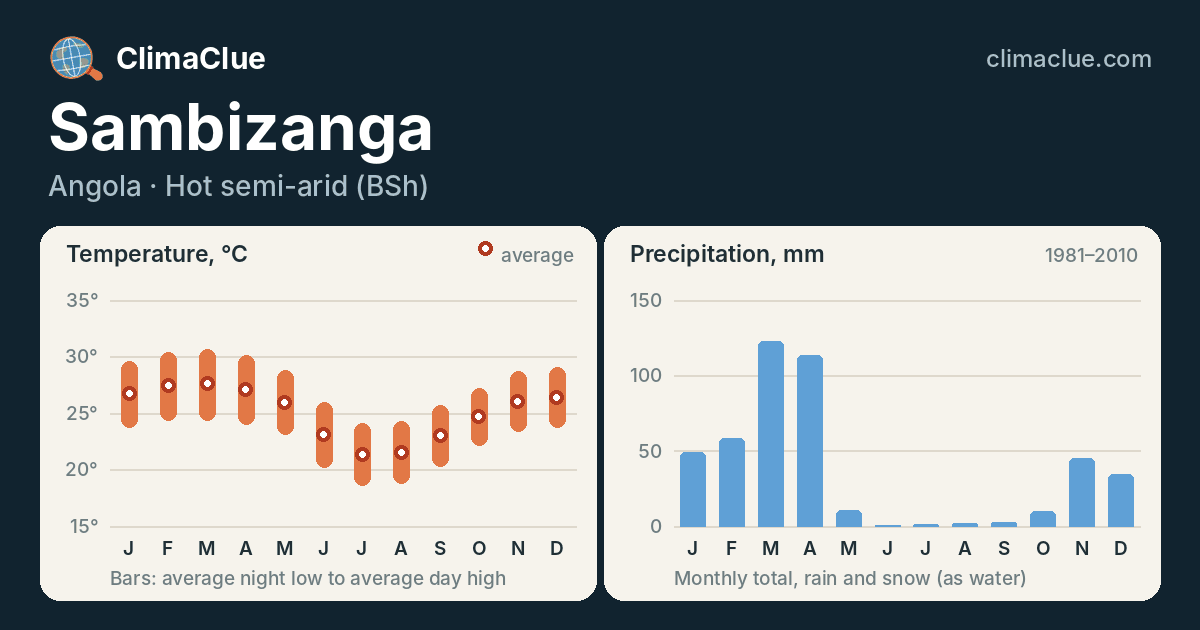 ClimaClue
climaclue.com
Sambizanga
Angola · Hot semi-arid (BSh)
Temperature, °C
average
35°
30°
25°
20°
15°
J F M A M J J A S O N D
Bars: average night low to average day high
Precipitation, mm
1981–2010
150
100
50
0
J F M A M J J A S O N D
Monthly total, rain and snow (as water)